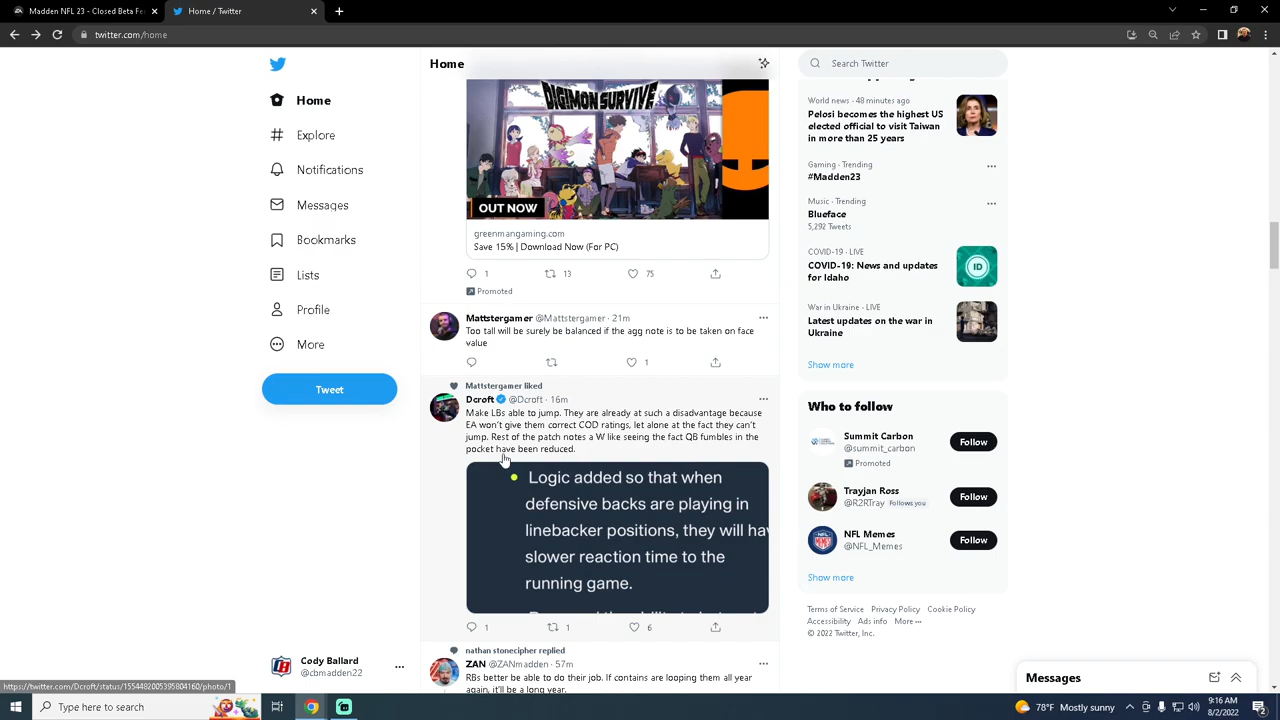 Madden NFL 23 - Closed Beta Fe
Home / Twitter
twitter.com/home
Home
Search Twitter
Home
Explore
Notifications
Messages
Bookmarks
Lists
Profile
More
Tweet
Cody Ballard
@cbmadden22
DIGIMON SURVIVE
OUT NOW
greenmangaming.com
Save 15% | Download Now (For PC)
1 13 75
Promoted
Mattstergamer @Mattstergamer · 21m
Too tall will be surely be balanced if the agg note is to be taken on face
value
1
Mattstergamer liked
Dcroft @Dcroft · 16m
Make LBs able to jump. They are already at such a disadvantage because
EA won't give them correct COD ratings, let alone at the fact they can't
jump. Rest of the patch notes a W like seeing the fact QB fumbles in the
pocket have been reduced.
Logic added so that when
defensive backs are playing in
linebacker positions, they will hav
slower reaction time to the
running game.
1 1 6
nathan stonecipher replied
ZAN @ZANmadden · 57m
RBs better be able to do their job. If contains are looping them all year
again, it'll be a long year.
World news · 48 minutes ago
Pelosi becomes the highest US
elected official to visit Taiwan
in more than 25 years
Gaming · Trending
#Madden23
Music · Trending
Blueface
5,292 Tweets
COVID-19 · LIVE
COVID-19: News and updates
for Idaho
War in Ukraine · LIVE
Latest updates on the war in
Ukraine
Show more
Who to follow
Summit Carbon
@summit_carbon
Promoted
Follow
Trayjan Ross
@R2RTray Follows you
Follow
NFL Memes
@NFL_Memes
Follow
Show more
Terms of Service Privacy Policy Cookie Policy
Accessibility Ads info More
© 2022 Twitter, Inc.
Messages
https://twitter.com/Dcroft/status/1554482005395804160/photo/1
Type here to search
78°F Mostly sunny
9:16 AM
8/2/2022